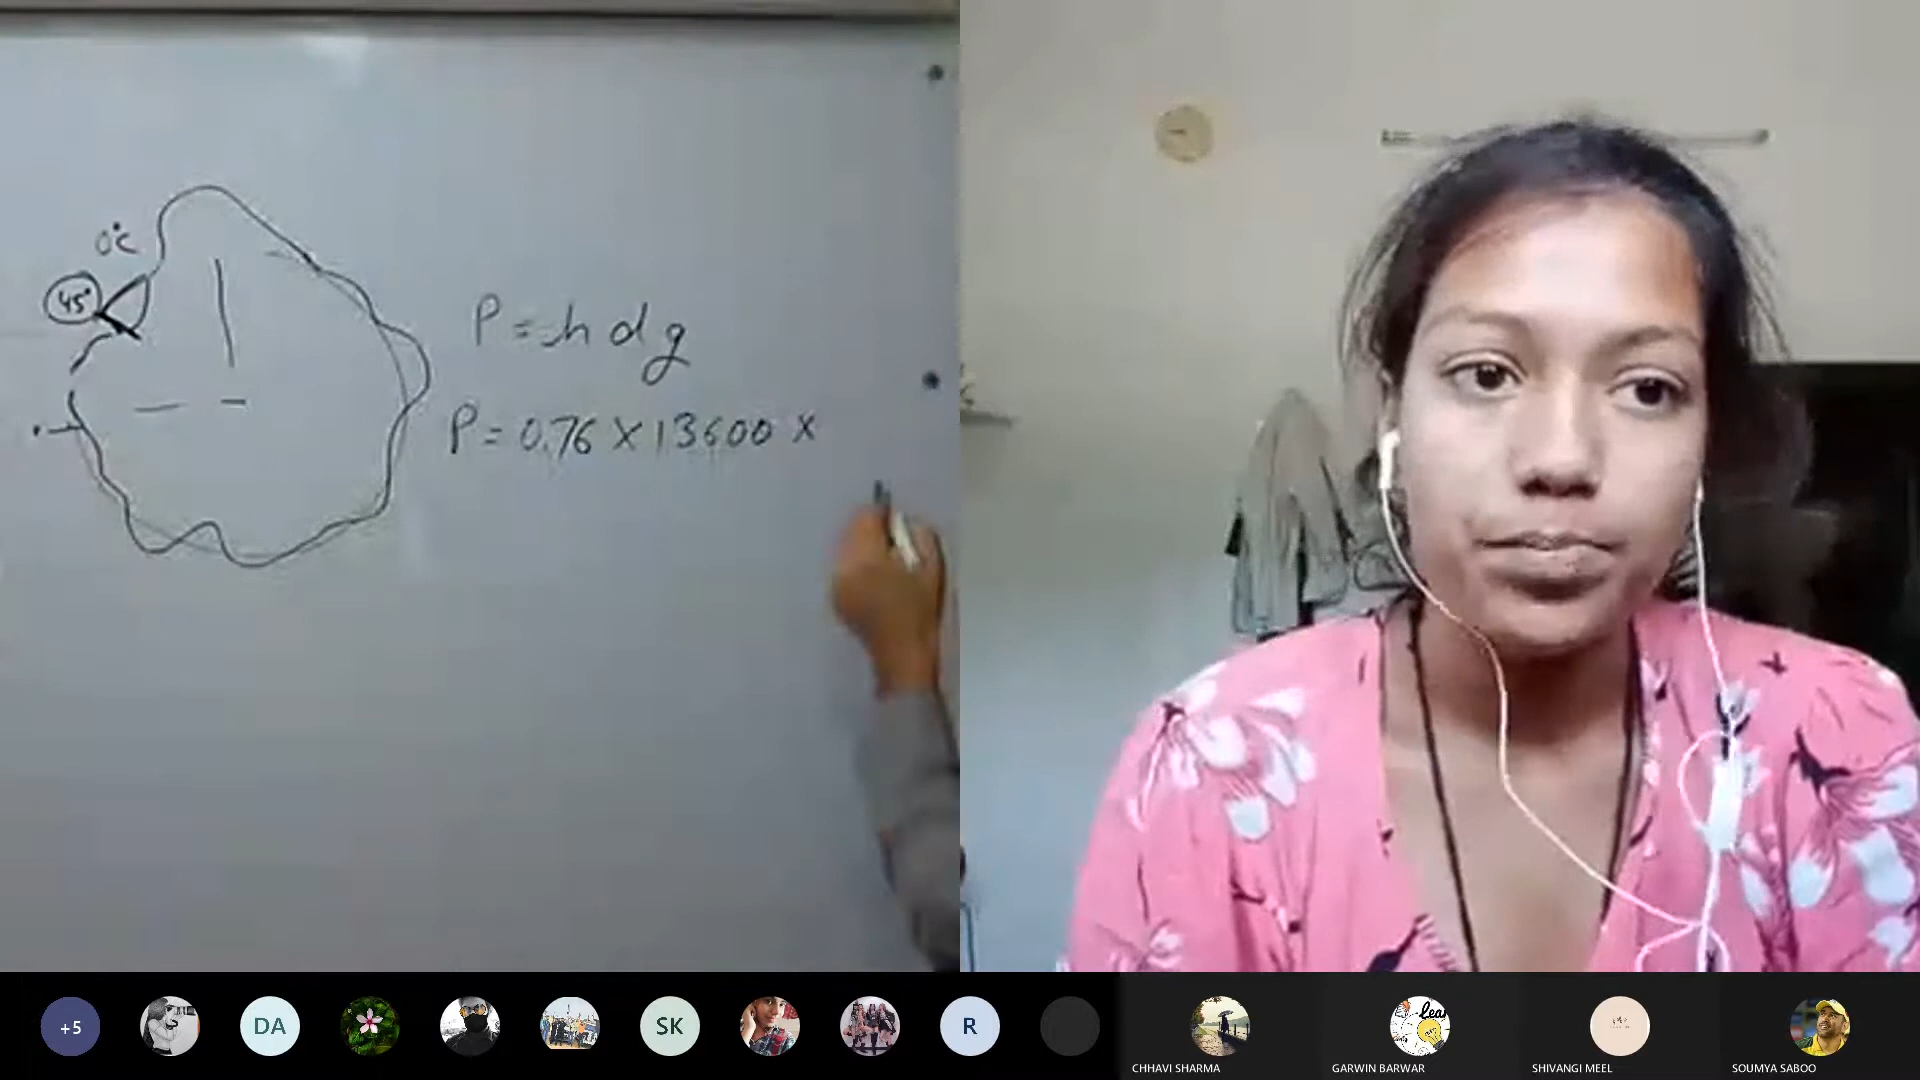 0°C
45°
P = h d g
P = 0.76 × 13600 ×
+5
DA
SK
R
CHHAVI SHARMA
GARWIN BARWAR
SHIVANGI MEEL
SOUMYA SABOO